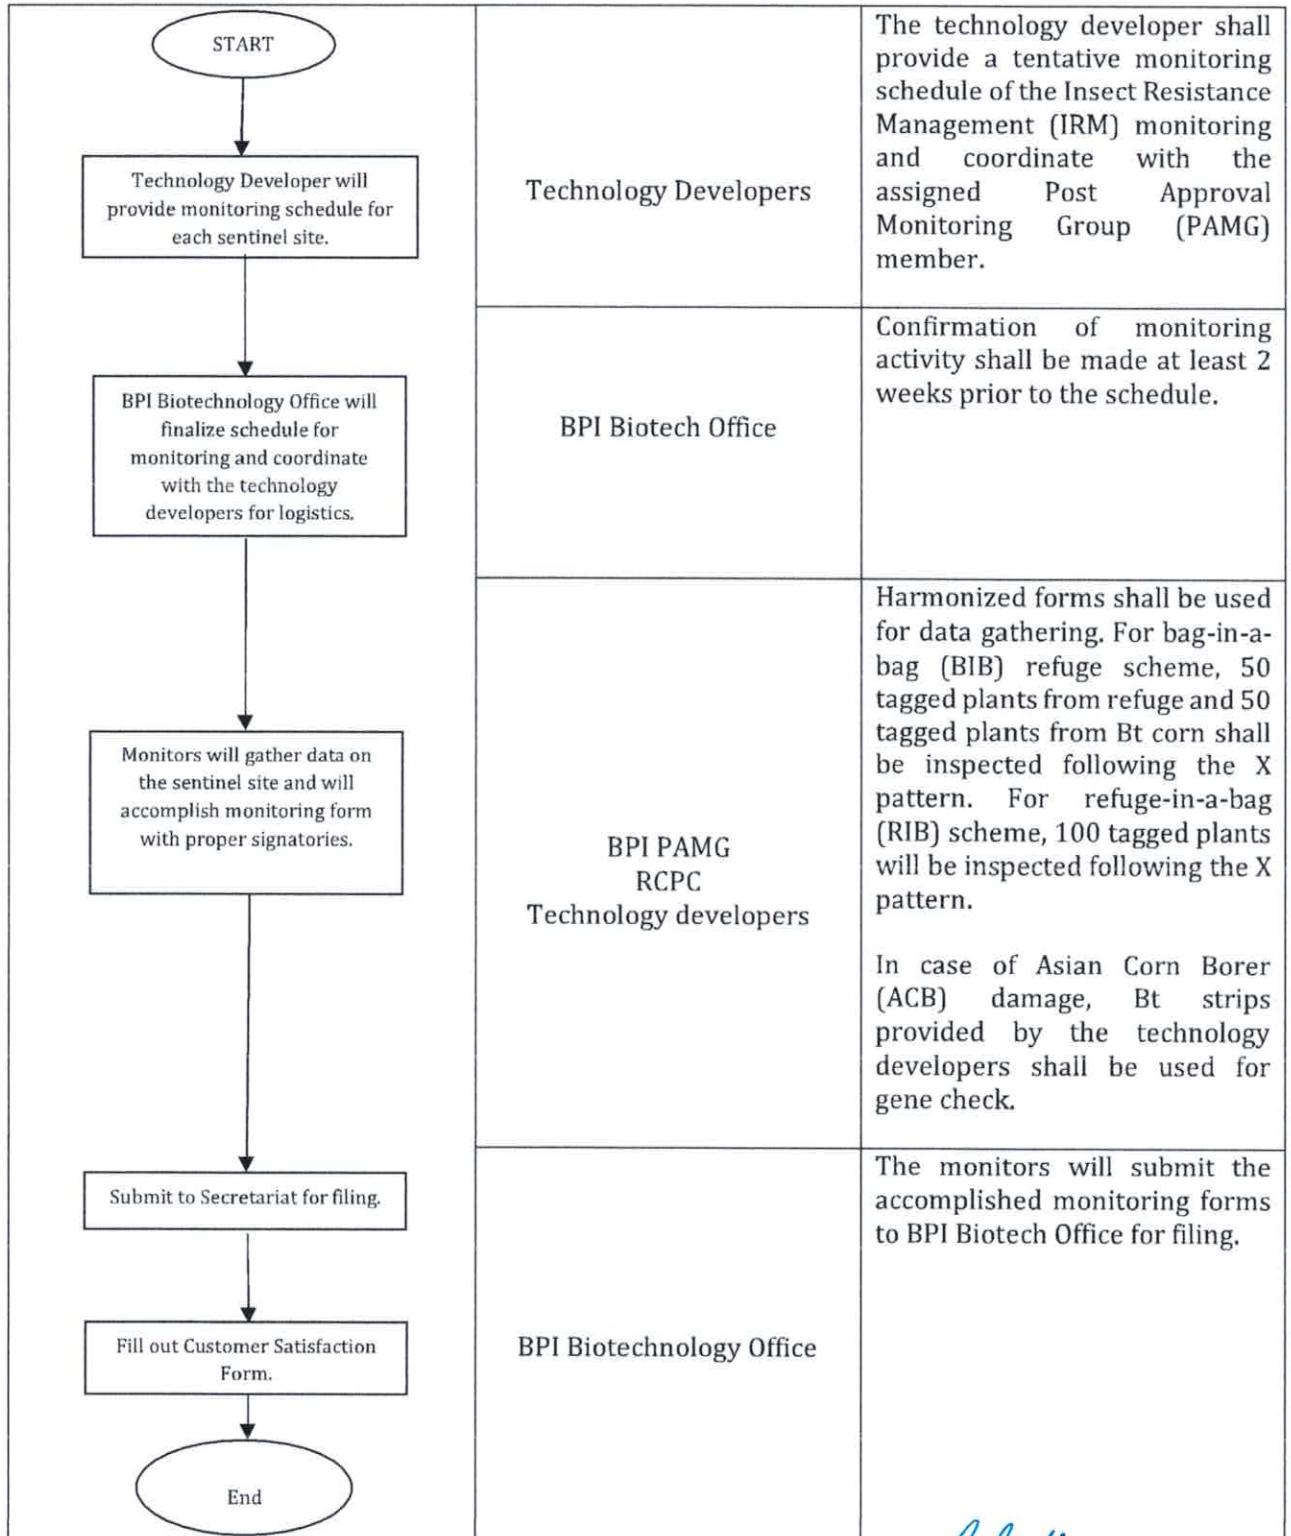 START
Technology Developer will
provide monitoring schedule for
each sentinel site.
Technology Developers
The technology developer shall
provide a tentative monitoring
schedule of the Insect Resistance
Management (IRM) monitoring
and coordinate with the
assigned Post Approval
Monitoring Group (PAMG)
member.
BPI Biotechnology Office will
finalize schedule for
monitoring and coordinate
with the technology
developers for logistics.
BPI Biotech Office
Confirmation of monitoring
activity shall be made at least 2
weeks prior to the schedule.
Monitors will gather data on
the sentinel site and will
accomplish monitoring form
with proper signatories.
BPI PAMG
RCPC
Technology developers
Harmonized forms shall be used
for data gathering. For bag-in-a-
bag (BIB) refuge scheme, 50
tagged plants from refuge and 50
tagged plants from Bt corn shall
be inspected following the X
pattern. For refuge-in-a-bag
(RIB) scheme, 100 tagged plants
will be inspected following the X
pattern.
In case of Asian Corn Borer
(ACB) damage, Bt strips
provided by the technology
developers shall be used for
gene check.
Submit to Secretariat for filing.
Fill out Customer Satisfaction
Form.
End
BPI Biotechnology Office
The monitors will submit the
accomplished monitoring forms
to BPI Biotech Office for filing.